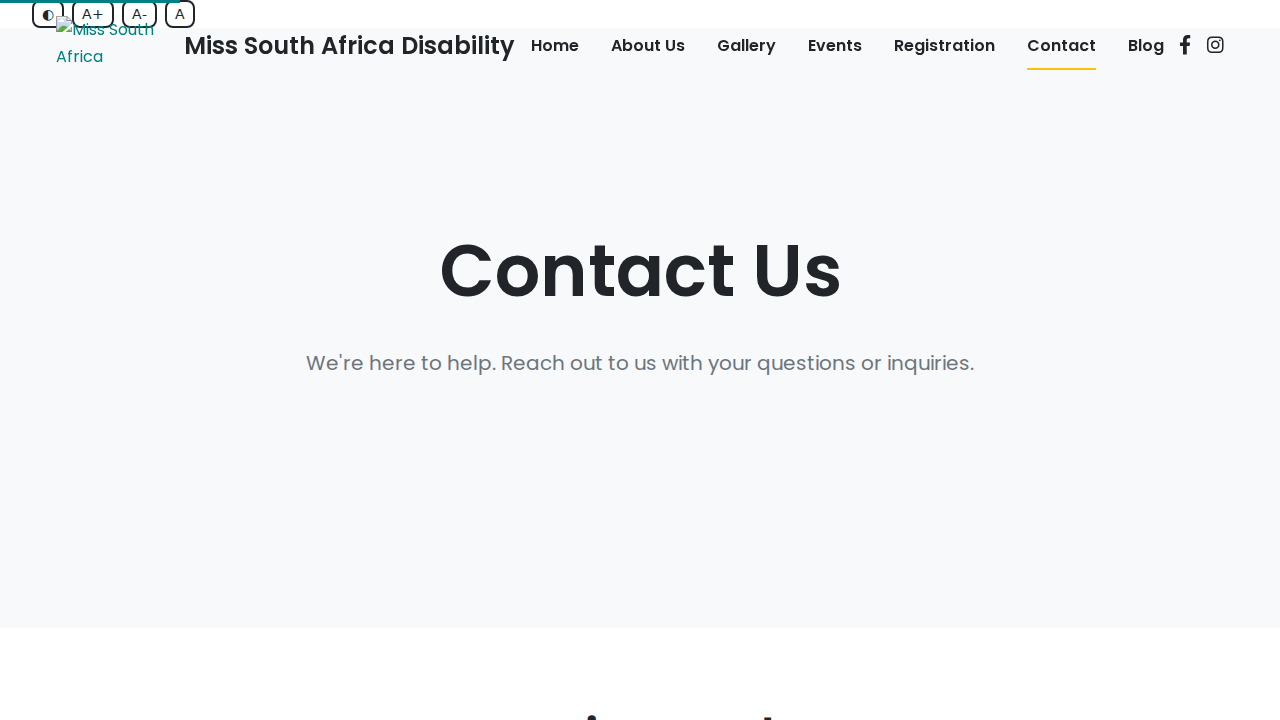 ◐ A+ A- A
Miss South Africa
Miss South Africa Disability
Home About Us Gallery Events Registration Contact Blog
Contact Us
We're here to help. Reach out to us with your questions or inquiries.